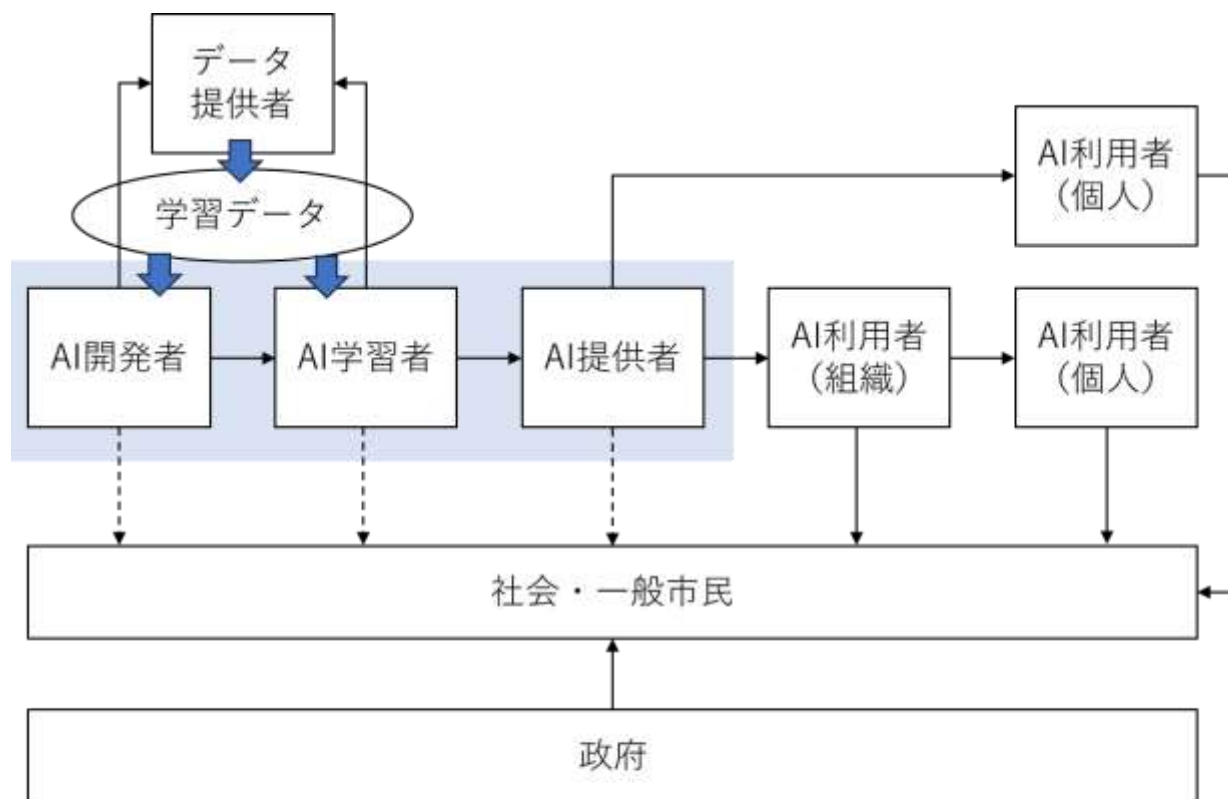 データ
提供者
学習データ
AI利用者
（個人）
AI開発者
AI学習者
AI提供者
AI利用者
（組織）
AI利用者
（個人）
社会・一般市民
政府